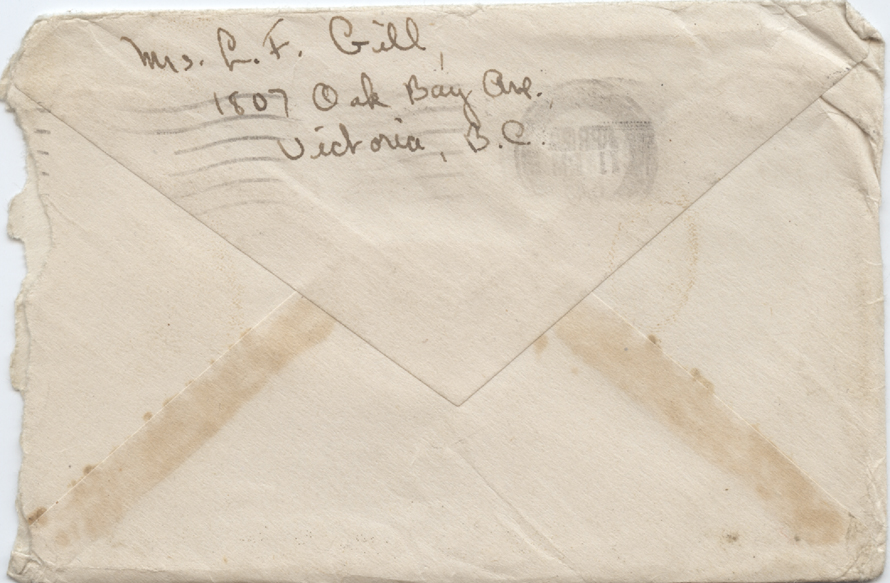 Mrs. L. F. Gill,
1807 Oak Bay Ave.
Victoria, B.C.